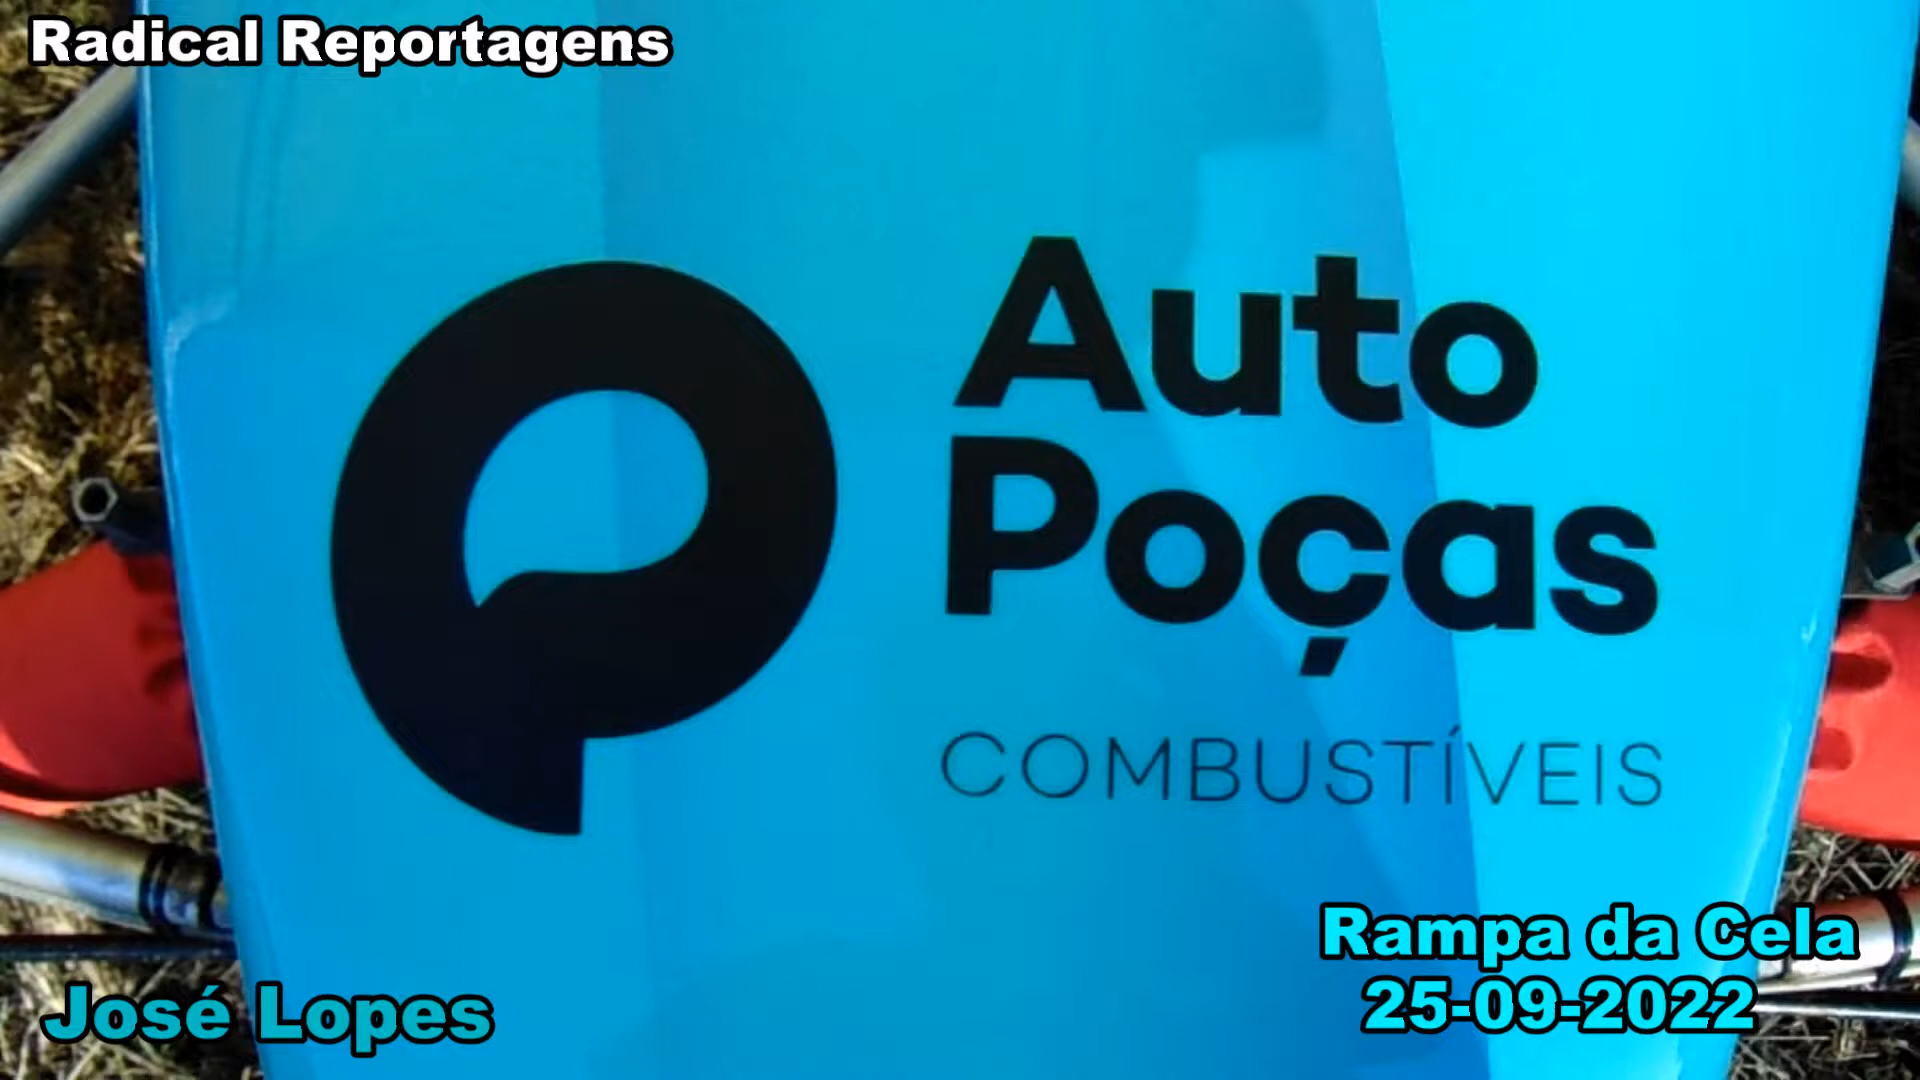 Radical Reportagens
Auto
Poças
COMBUSTÍVEIS
Rampa da Cela
25-09-2022
José Lopes